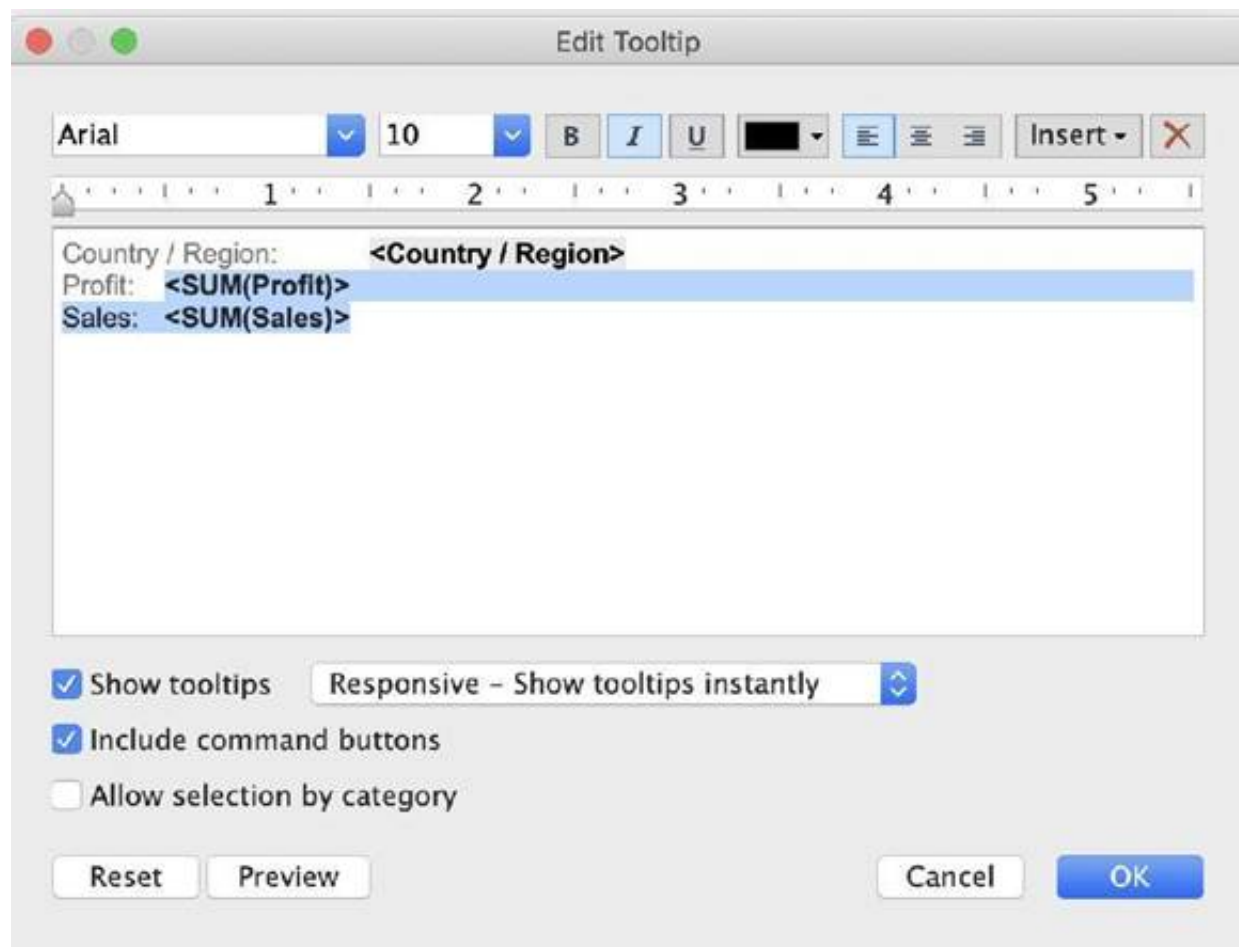 Edit Tooltip
Arial 10 B I U Insert
1 2 3 4 5
Country / Region: <Country / Region>
Profit: <SUM(Profit)>
Sales: <SUM(Sales)>
Show tooltips Responsive – Show tooltips instantly
Include command buttons
Allow selection by category
Reset Preview Cancel OK